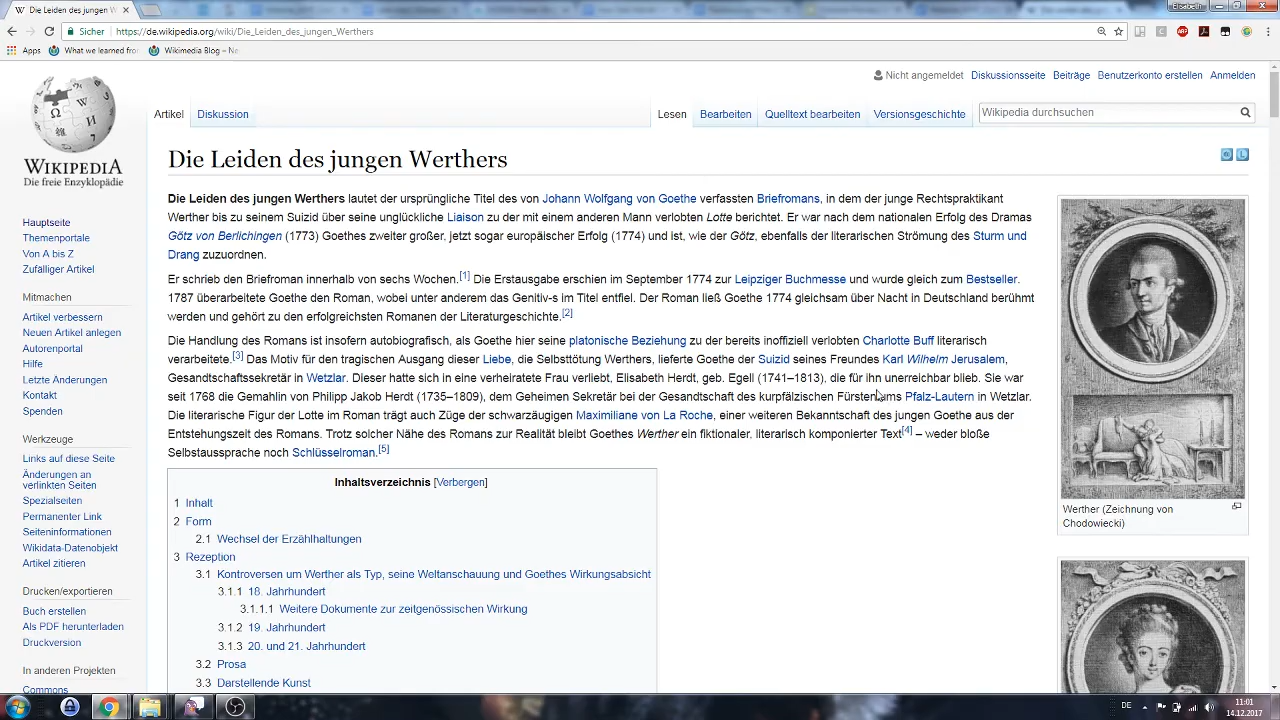 Die Leiden des jungen W
Elisabeth
Sicher
https://de.wikipedia.org/wiki/Die_Leiden_des_jungen_Werthers
Apps What we learned fro Wikimedia Blog – Ne
Nicht angemeldet Diskussionsseite Beiträge Benutzerkonto erstellen Anmelden
Artikel Diskussion Lesen Bearbeiten Quelltext bearbeiten Versionsgeschichte Wikipedia durchsuchen
WIKIPEDIA
Die freie Enzyklopädie
Hauptseite
Themenportale
Von A bis Z
Zufälliger Artikel
Mitmachen
Artikel verbessern
Neuen Artikel anlegen
Autorenportal
Hilfe
Letzte Änderungen
Kontakt
Spenden
Werkzeuge
Links auf diese Seite
Änderungen an
verlinkten Seiten
Spezialseiten
Permanenter Link
Seiteninformationen
Wikidata-Datenobjekt
Artikel zitieren
Drucken/exportieren
Buch erstellen
Als PDF herunterladen
Druckversion
In anderen Projekten
Commons
Die Leiden des jungen Werthers
Die Leiden des jungen Werthers lautet der ursprüngliche Titel des von Johann Wolfgang von Goethe verfassten Briefromans, in dem der junge Rechtspraktikant
Werther bis zu seinem Suizid über seine unglückliche Liaison zu der mit einem anderen Mann verlobten Lotte berichtet. Er war nach dem nationalen Erfolg des Dramas
Götz von Berlichingen (1773) Goethes zweiter großer, jetzt sogar europäischer Erfolg (1774) und ist, wie der Götz, ebenfalls der literarischen Strömung des Sturm und
Drang zuzuordnen.
Er schrieb den Briefroman innerhalb von sechs Wochen.[1] Die Erstausgabe erschien im September 1774 zur Leipziger Buchmesse und wurde gleich zum Bestseller.
1787 überarbeitete Goethe den Roman, wobei unter anderem das Genitiv-s im Titel entfiel. Der Roman ließ Goethe 1774 gleichsam über Nacht in Deutschland berühmt
werden und gehört zu den erfolgreichsten Romanen der Literaturgeschichte.[2]
Die Handlung des Romans ist insofern autobiografisch, als Goethe hier seine platonische Beziehung zu der bereits inoffiziell verlobten Charlotte Buff literarisch
verarbeitete.[3] Das Motiv für den tragischen Ausgang dieser Liebe, die Selbsttötung Werthers, lieferte Goethe der Suizid seines Freundes Karl Wilhelm Jerusalem,
Gesandtschaftssekretär in Wetzlar. Dieser hatte sich in eine verheiratete Frau verliebt, Elisabeth Herdt, geb. Egell (1741–1813), die für ihn unerreichbar blieb. Sie war
seit 1768 die Gemahlin von Philipp Jakob Herdt (1735–1809), dem Geheimen Sekretär bei der Gesandtschaft des kurpfälzischen Fürstentums Pfalz-Lautern in Wetzlar.
Die literarische Figur der Lotte im Roman trägt auch Züge der schwarzäugigen Maximiliane von La Roche, einer weiteren Bekanntschaft des jungen Goethe aus der
Entstehungszeit des Romans. Trotz solcher Nähe des Romans zur Realität bleibt Goethes Werther ein fiktionaler, literarisch komponierter Text[4] – weder bloße
Selbstaussprache noch Schlüsselroman.[5]
Inhaltsverzeichnis [Verbergen]
1 Inhalt
2 Form
2.1 Wechsel der Erzählhaltungen
3 Rezeption
3.1 Kontroversen um Werther als Typ, seine Weltanschauung und Goethes Wirkungsabsicht
3.1.1 18. Jahrhundert
3.1.1.1 Weitere Dokumente zur zeitgenössischen Wirkung
3.1.2 19. Jahrhundert
3.1.3 20. und 21. Jahrhundert
3.2 Prosa
3.3 Darstellende Kunst
Werther (Zeichnung von
Chodowiecki)
DE
11:01
14.12.2017